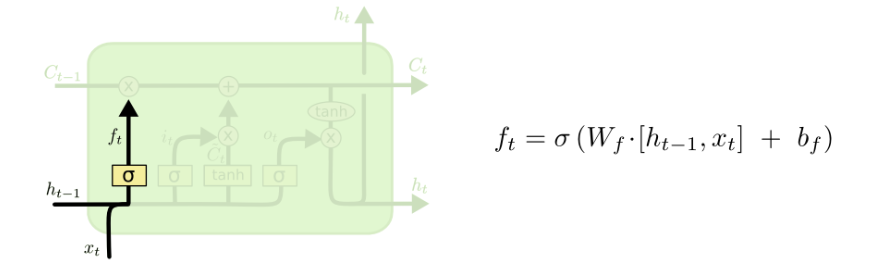 h_t
C_{t-1} × + C_t
tanh
f_t i_t × o_t ×
C̃_t
σ σ tanh σ
h_{t-1} h_t
x_t
f_t = σ (W_f · [h_{t-1}, x_t] + b_f)